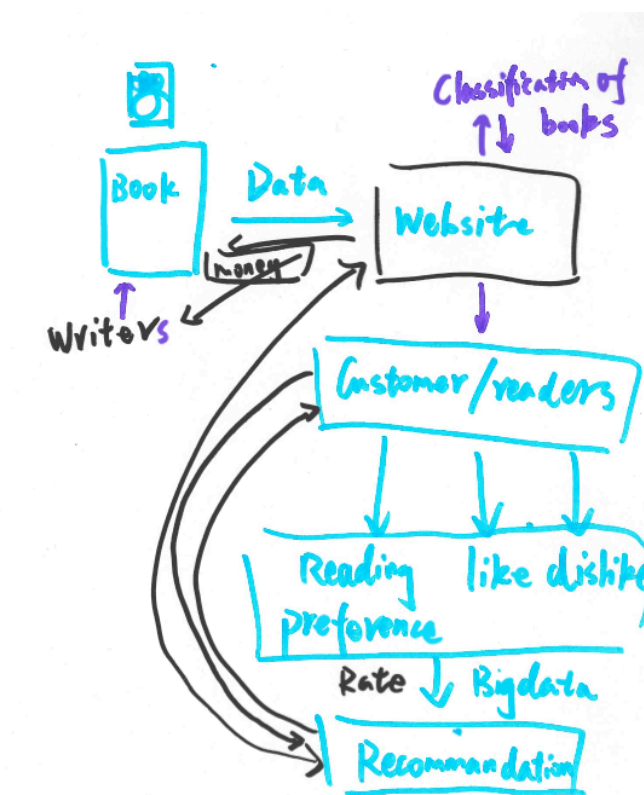 Classification of
books
Book
Data
Website
money
Writers
Customer/readers
Reading like dislike
preference
Rate Bigdata
Recommandation